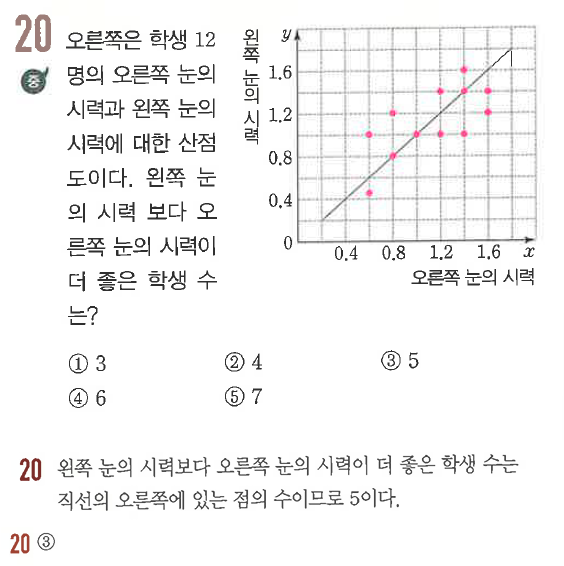 20
중
오른쪽은 학생 12
명의 오른쪽 눈의
시력과 왼쪽 눈의
시력에 대한 산점
도이다. 왼쪽 눈
의 시력 보다 오
른쪽 눈의 시력이
더 좋은 학생 수
는?
왼쪽 눈의 시력
y
1.6
1.2
0.8
0.4
0
0.4 0.8 1.2 1.6 x
오른쪽 눈의 시력
① 3 ② 4 ③ 5
④ 6 ⑤ 7
20 왼쪽 눈의 시력보다 오른쪽 눈의 시력이 더 좋은 학생 수는
직선의 오른쪽에 있는 점의 수이므로 5이다.
20 ③